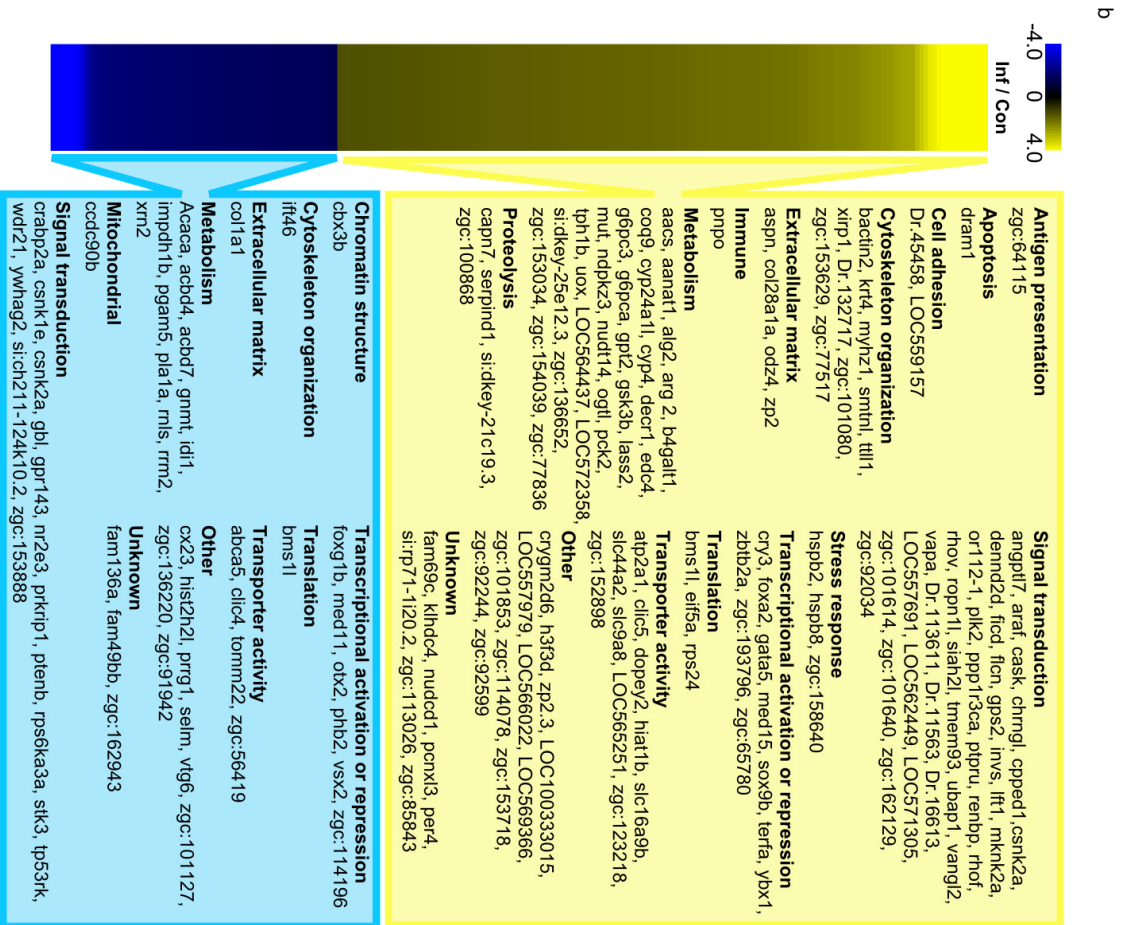 b
-4.0 0 4.0
Inf / Con
Antigen presentation
zgc:64115
Apoptosis
dram1
Cell adhesion
Dr.45458, LOC559157
Cytoskeleton organization
bactin2, krt4, myhz1, smtnl, ttll1,
xirp1, Dr.132717, zgc:101080,
zgc:153629, zgc:77517
Extracellular matrix
aspn, col28a1a, odz4, zp2
Immune
pnpo
Metabolism
aacs, aanat1, alg2, arg 2, b4galt1,
coq9, cyp24a1l, cyp4, decr1, edc4,
g6pc3, g6pca, gpt2, gsk3b, lass2,
mut, ndpkz3, nudt14, ogtl, pck2,
tph1b, uox, LOC564437, LOC572358,
si:dkey-25e12.3, zgc:136652,
zgc:153034, zgc:154039, zgc:77836
Proteolysis
capn7, serpind1, si:dkey-21c19.3,
zgc:100868
Signal transduction
angptl7, araf, cask, chrngl, cpped1,csnk2a,
dennd2d, ficd, flcn, gps2, invs, lft1, mknk2a,
or112-1, plk2, ppp1r3ca, ptpru, renbp, rhof,
rhov, ropn1l, siah2l, tmem93, ubap1, vangl2,
vapa, Dr.113611, Dr.11563, Dr.16613,
LOC557691, LOC562449, LOC571305,
zgc:101614, zgc:101640, zgc:162129,
zgc:92034
Stress response
hspb2, hspb8, zgc:158640
Transcriptional activation or repression
cry3, foxa2, gata5, med15, sox9b, terfa, ybx1,
zbtb2a, zgc:193796, zgc:65780
Translation
bms1l, eif5a, rps24
Transporter activity
atp2a1, clic5, dopey2, hiat1b, slc16a9b,
slc44a2, slc9a8, LOC565251, zgc:123218,
zgc:152898
Other
crygm2d6, h3f3d, zp2.3, LOC100333015,
LOC557979, LOC566022, LOC569366,
zgc:101853, zgc:114078, zgc:153718,
zgc:92244, zgc:92599
Unknown
fam69c, klhdc4, nudcd1, pcnxl3, per4,
si:rp71-1i20.2, zgc:113026, zgc:85843
Chromatin structure
cbx3b
Cytoskeleton organization
ift46
Extracellular matrix
col1a1
Metabolism
Acaca, acbd4, acbd7, gnmt, idi1,
impdh1b, pgam5, pla1a, rnls, rrm2,
xrn2
Mitochondrial
ccdc90b
Signal transduction
crabp2a, csnk1e, csnk2a, gbl, gpr143, nr2e3, prkrip1, ptenb, rps6ka3a, stk3, tp53rk,
wdr21, ywhag2, si:ch211-124k10.2, zgc:153888
Transcriptional activation or repression
foxg1b, med11, otx2, phb2, vsx2, zgc:114196
Translation
bms1l
Transporter activity
abca5, clic4, tomm22, zgc:56419
Other
cx23, hist2h2l, prrg1, selm, vtg6, zgc:101127,
zgc:136220, zgc:91942
Unknown
fam136a, fam49bb, zgc:162943